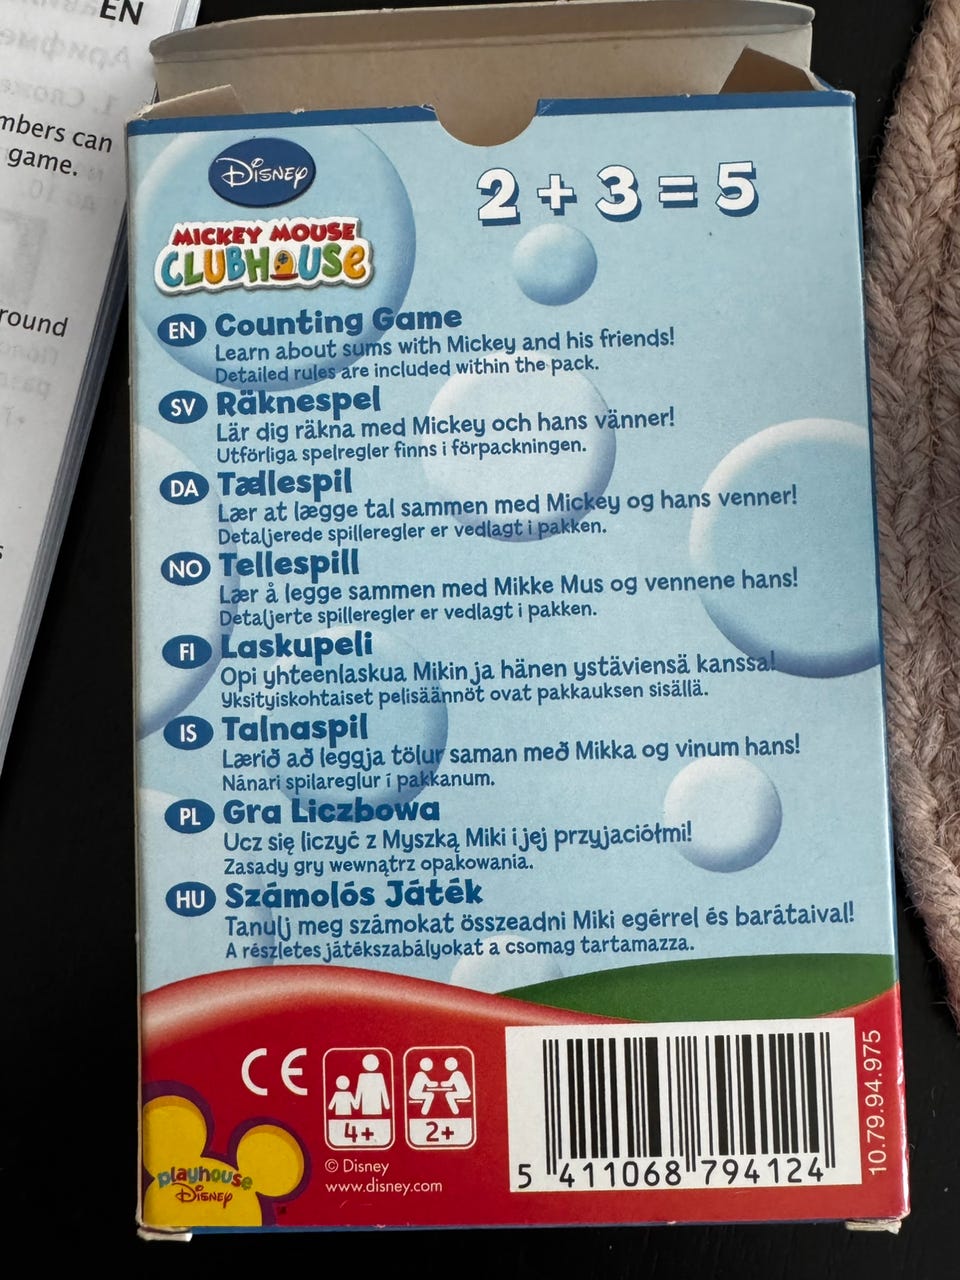 EN
mbers can
game.
round
DISNEY
MICKEY MOUSE
CLUBHOUSE
2 + 3 = 5
EN Counting Game
Learn about sums with Mickey and his friends!
Detailed rules are included within the pack.
SV Räknespel
Lär dig räkna med Mickey och hans vänner!
Utförliga spelregler finns i förpackningen.
DA Tællespil
Lær at lægge tal sammen med Mickey og hans venner!
Detaljerede spilleregler er vedlagt i pakken.
NO Tellespill
Lær å legge sammen med Mikke Mus og vennene hans!
Detaljerte spilleregler er vedlagt i pakken.
FI Laskupeli
Opi yhteenlaskua Mikin ja hänen ystäviensä kanssa!
Yksityiskohtaiset pelisäännöt ovat pakkauksen sisällä.
IS Talnaspil
Lærið að leggja tölur saman með Mikka og vinum hans!
Nánari spilareglur í pakkanum.
PL Gra Liczbowa
Ucz się liczyć z Myszką Miki i jej przyjaciółmi!
Zasady gry wewnątrz opakowania.
HU Számolós Játék
Tanulj meg számokat összeadni Miki egérrel és barátaival!
A részletes játékszabályokat a csomag tartamazza.
CE
4+
2+
© Disney
www.disney.com
playhouse
DISNEY
5 411068 794124
10.79.94.975